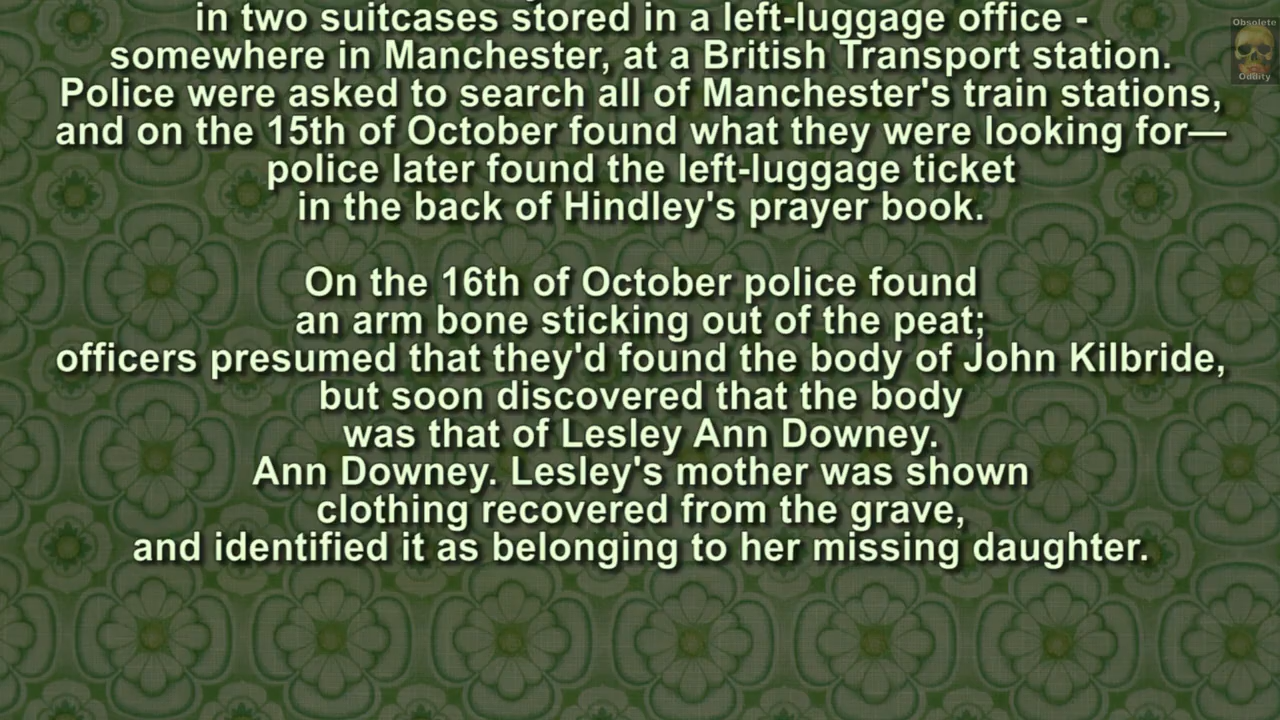 in two suitcases stored in a left-luggage office -
somewhere in Manchester, at a British Transport station.
Police were asked to search all of Manchester's train stations,
and on the 15th of October found what they were looking for—
police later found the left-luggage ticket
in the back of Hindley's prayer book.
On the 16th of October police found
an arm bone sticking out of the peat;
officers presumed that they'd found the body of John Kilbride,
but soon discovered that the body
was that of Lesley Ann Downey.
Ann Downey. Lesley's mother was shown
clothing recovered from the grave,
and identified it as belonging to her missing daughter.
Obsolete
Oddity